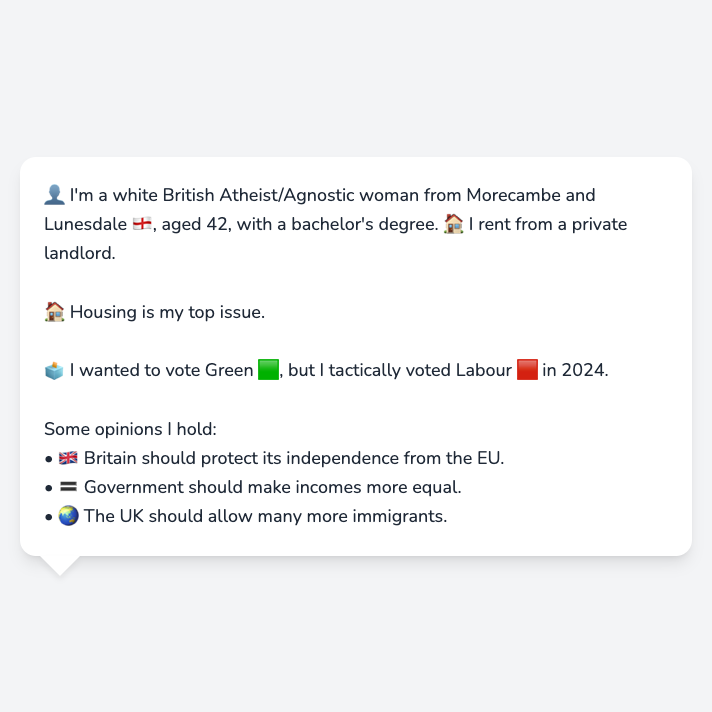 👤 I'm a white British Atheist/Agnostic woman from Morecambe and
Lunesdale 🏴󠁧󠁢󠁥󠁮󠁧󠁿, aged 42, with a bachelor's degree. 🏠 I rent from a private
landlord.
🏠 Housing is my top issue.
🗳️ I wanted to vote Green 🟩, but I tactically voted Labour 🟥 in 2024.
Some opinions I hold:
• 🇬🇧 Britain should protect its independence from the EU.
• 🟰 Government should make incomes more equal.
• 🌏 The UK should allow many more immigrants.